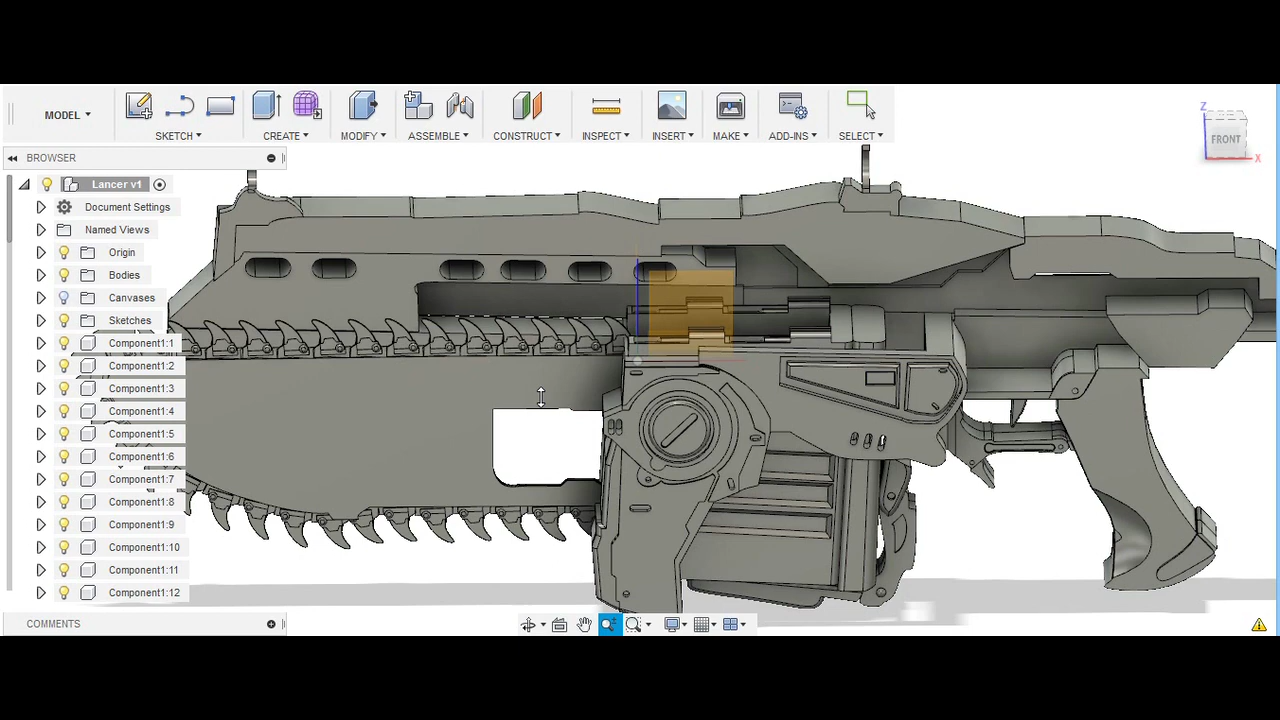 MODEL
SKETCH
CREATE
MODIFY
ASSEMBLE
CONSTRUCT
INSPECT
INSERT
MAKE
ADD-INS
SELECT
Z
FRONT
X
BROWSER
Lancer v1
Document Settings
Named Views
Origin
Bodies
Canvases
Sketches
Component1:1
Component1:2
Component1:3
Component1:4
Component1:5
Component1:6
Component1:7
Component1:8
Component1:9
Component1:10
Component1:11
Component1:12
COMMENTS